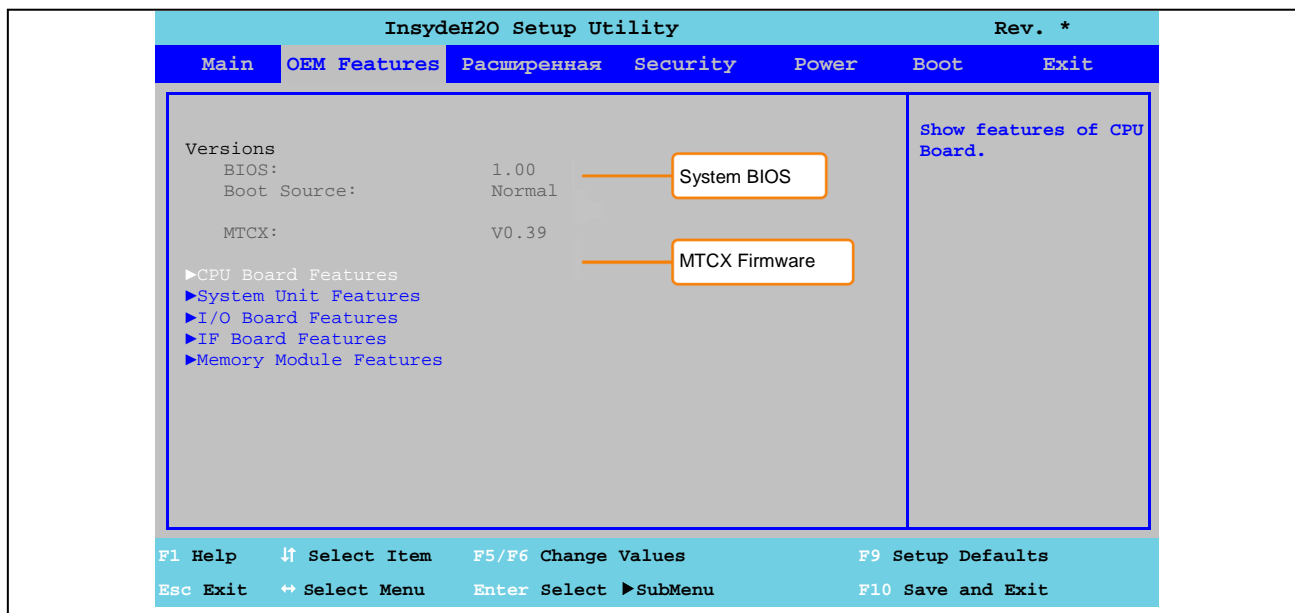 InsydeH2O Setup Utility Rev. *
Main OEM Features Расширенная Security Power Boot Exit
Versions
BIOS: 1.00
Boot Source: Normal
MTCX: V0.39
System BIOS
MTCX Firmware
►CPU Board Features
►System Unit Features
►I/O Board Features
►IF Board Features
►Memory Module Features
Show features of CPU
Board.
F1 Help ↓↑ Select Item F5/F6 Change Values F9 Setup Defaults
Esc Exit ↔ Select Menu Enter Select ►SubMenu F10 Save and Exit